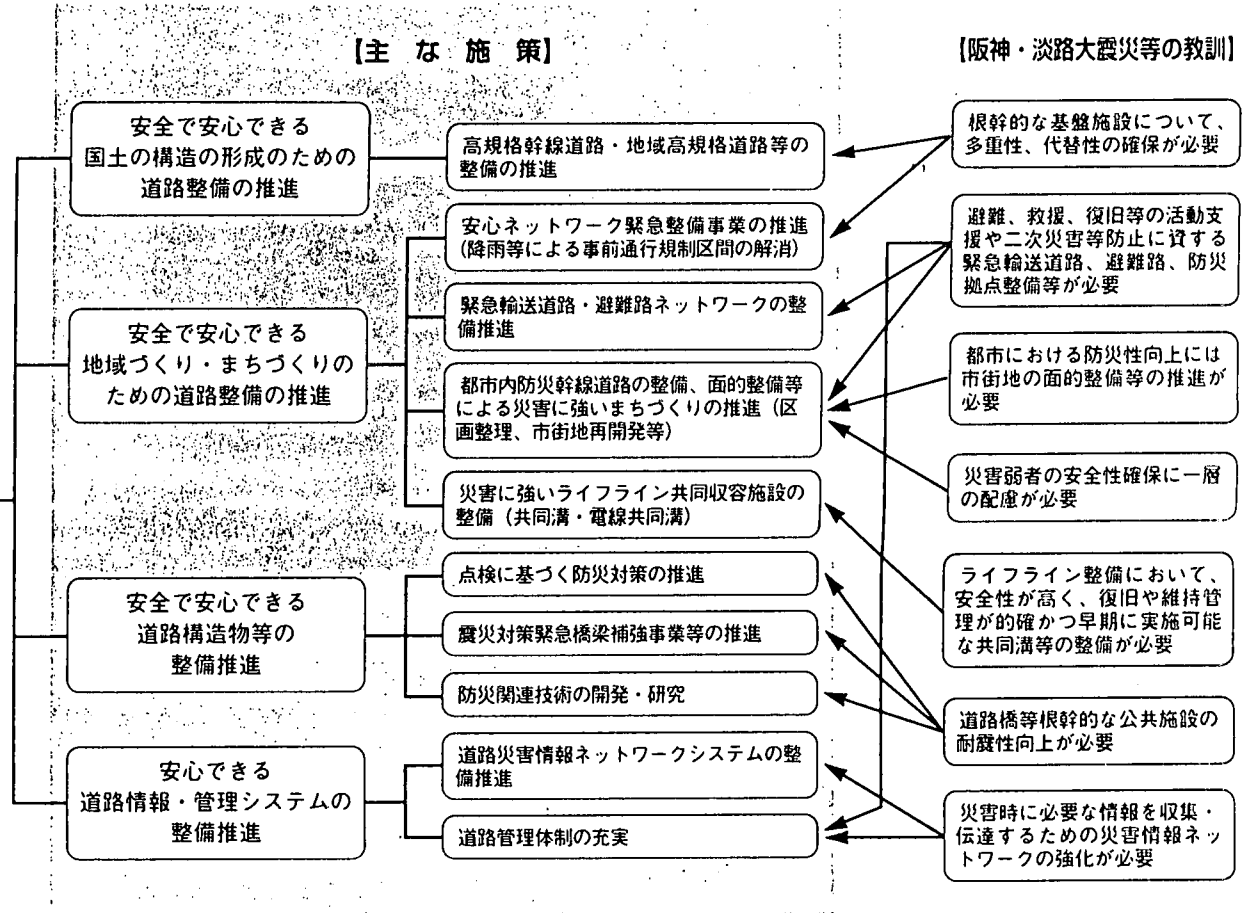 【主な施策】
【阪神・淡路大震災等の教訓】
安全で安心できる
国土の構造の形成のための
道路整備の推進
安全で安心できる
地域づくり・まちづくりの
ための道路整備の推進
安全で安心できる
道路構造物等の
整備推進
安心できる
道路情報・管理システムの
整備推進
高規格幹線道路・地域高規格道路等の
整備の推進
安心ネットワーク緊急整備事業の推進
(降雨等による事前通行規制区間の解消)
緊急輸送道路・避難路ネットワークの整
備推進
都市内防災幹線道路の整備、面的整備等
による災害に強いまちづくりの推進（区
画整理、市街地再開発等）
災害に強いライフライン共同収容施設の
整備（共同溝・電線共同溝）
点検に基づく防災対策の推進
震災対策緊急橋梁補強事業等の推進
防災関連技術の開発・研究
道路災害情報ネットワークシステムの整
備推進
道路管理体制の充実
根幹的な基盤施設について、
多重性、代替性の確保が必要
避難、救援、復旧等の活動支
援や二次災害等防止に資する
緊急輸送道路、避難路、防災
拠点整備等が必要
都市における防災性向上には
市街地の面的整備等の推進が
必要
災害弱者の安全性確保に一層
の配慮が必要
ライフライン整備において、
安全性が高く、復旧や維持管
理が的確かつ早期に実施可能
な共同溝等の整備が必要
道路橋等根幹的な公共施設の
耐震性向上が必要
災害時に必要な情報を収集・
伝達するための災害情報ネッ
トワークの強化が必要